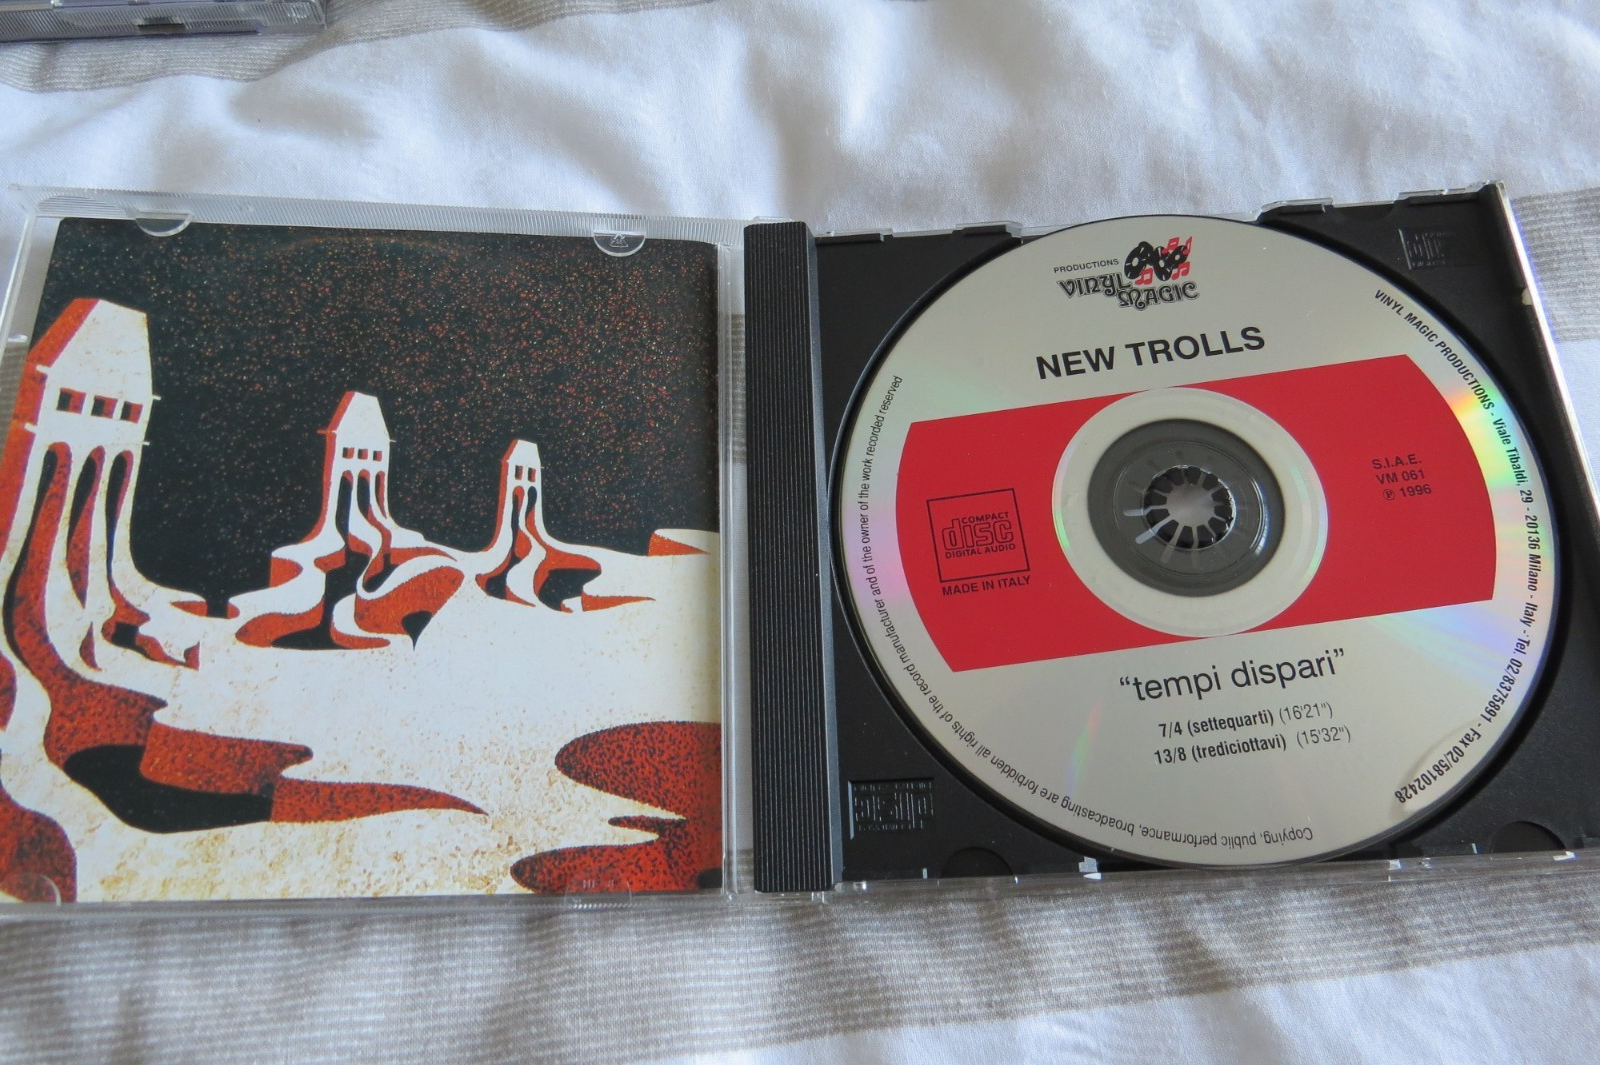 PRODUCTIONS
VINYL
MAGIC
NEW TROLLS
COMPACT
disc
DIGITAL AUDIO
MADE IN ITALY
S.I.A.E.
VM 061
℗ 1996
“tempi dispari”
7/4 (settequarti) (16'21")
13/8 (trediciottavi) (15'32")
VINYL MAGIC PRODUCTIONS - Viale Tibaldi, 29 - 20136 Milano - Italy - Tel. 02/8375891 - Fax 02/58102428
Copying, public performance, broadcasting are forbidden all rights of the record manufacturer and of the owner of the work recorded reserved